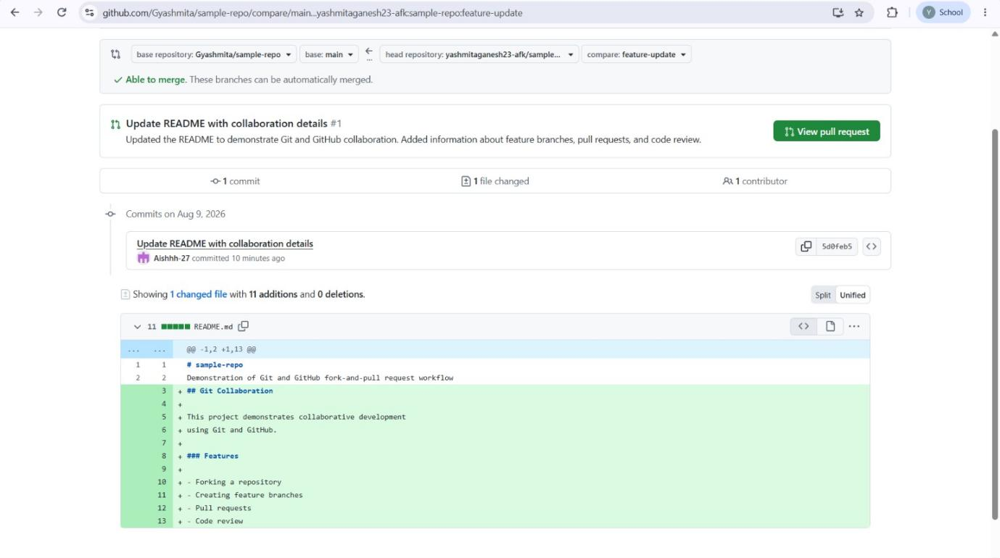 github.com/Gyashmita/sample-repo/compare/main...yashmitaganesh23-afk:sample-repo:feature-update
Y School
base repository: Gyashmita/sample-repo base: main ... head repository: yashmitaganesh23-afk/sample... compare: feature-update
Able to merge. These branches can be automatically merged.
Update README with collaboration details #1
Updated the README to demonstrate Git and GitHub collaboration. Added information about feature branches, pull requests, and code review.
View pull request
1 commit 1 file changed 1 contributor
Commits on Aug 9, 2026
Update README with collaboration details
Aishhh-27 committed 10 minutes ago
5d0feb5
Showing 1 changed file with 11 additions and 0 deletions.
Split Unified
11 README.md
... ... @@ -1,2 +1,13 @@
1 1 # sample-repo
2 2 Demonstration of Git and GitHub fork-and-pull request workflow
3 + ## Git Collaboration
4 +
5 + This project demonstrates collaborative development
6 + using Git and GitHub.
7 +
8 + ### Features
9 +
10 + - Forking a repository
11 + - Creating feature branches
12 + - Pull requests
13 + - Code review